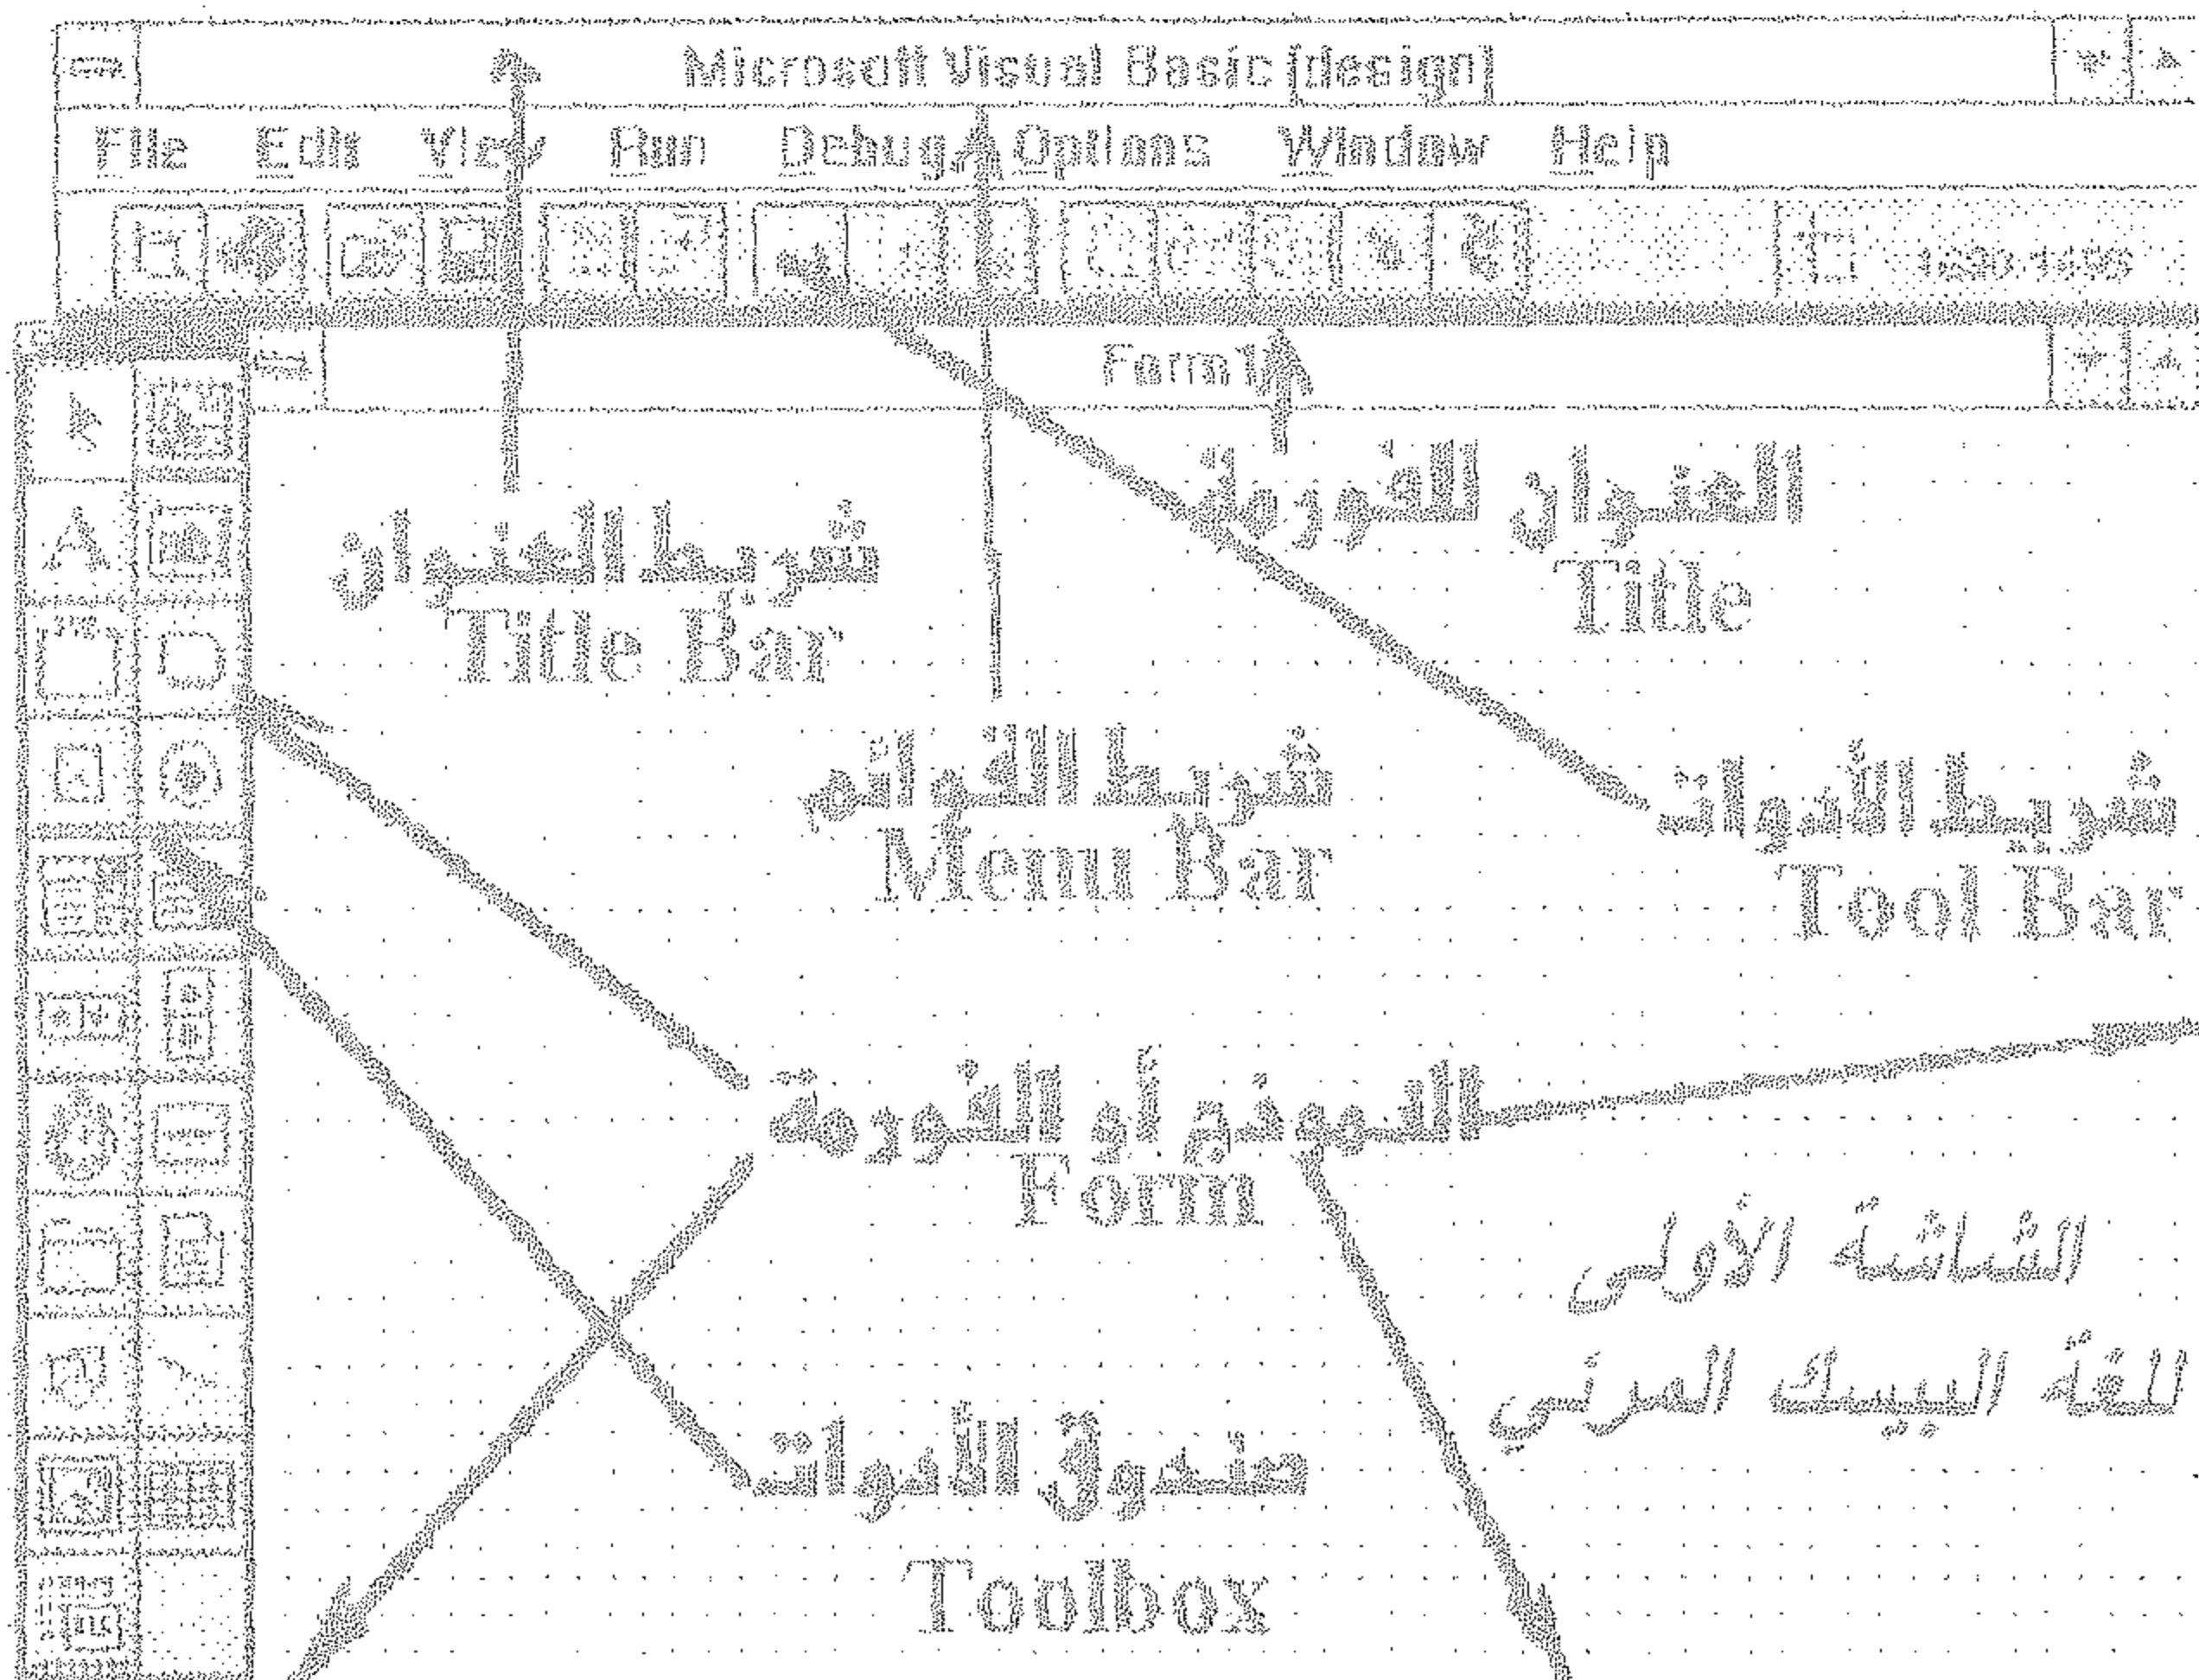 Microsoft Visual Basic [design]
File Edit View Run Debug Options Window Help
Form1
العنوان للفورمة
Title
شريط العنوان
Title Bar
شريط القوائم
Menu Bar
شريط الأدوات
Tool Bar
النموذج أو الفورمة
Form
الشاشة الأولى
للغة البيسك المرئي
صندوق الأدوات
Toolbox